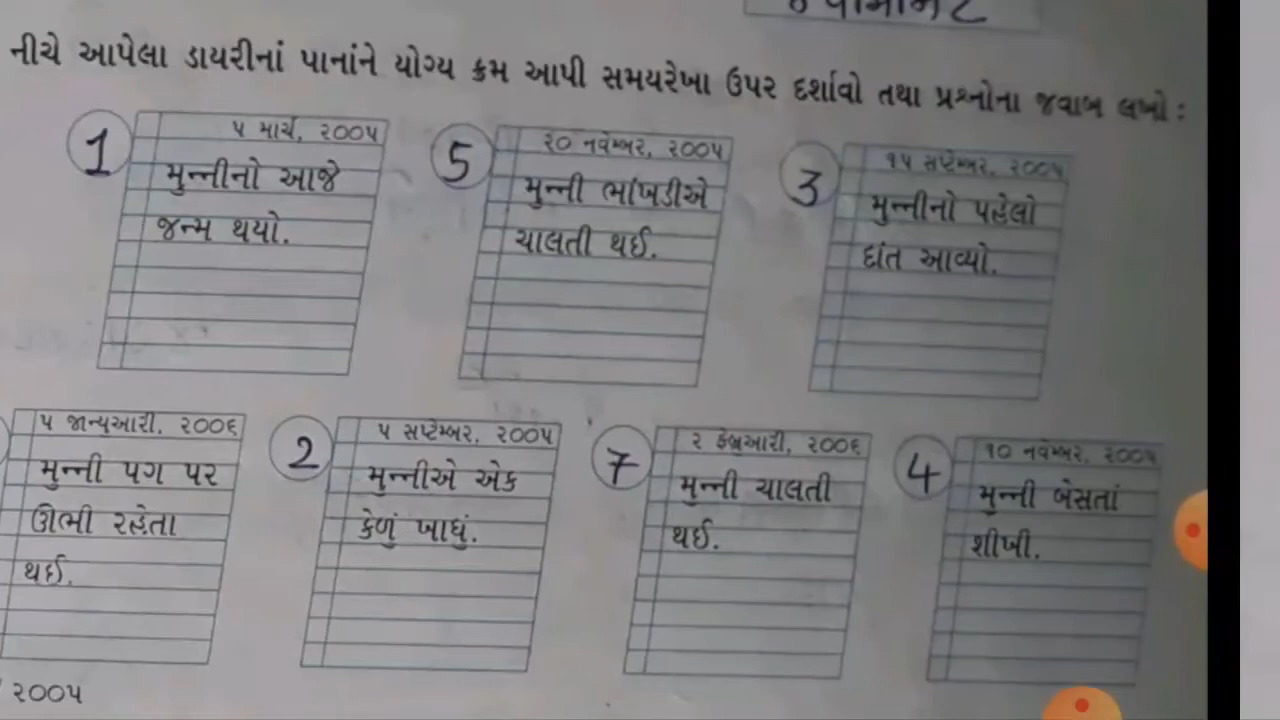 નીચે આપેલા ડાયરીનાં પાનાંને યોગ્ય ક્રમ આપી સમયરેખા ઉપર દર્શાવો તથા પ્રશ્નોના જવાબ લખો :
1
૫ માર્ચ, ૨૦૦૫
મુન્નીનો આજે
જન્મ થયો.
5
૨૦ નવેમ્બર, ૨૦૦૫
મુન્ની ભાંખડીએ
ચાલતી થઈ.
3
૧૫ સપ્ટેમ્બર, ૨૦૦૫
મુન્નીનો પહેલો
દાંત આવ્યો.
૫ જાન્યુઆરી, ૨૦૦૬
મુન્ની પગ પર
ઊભી રહેતા
થઈ.
2
૫ સપ્ટેમ્બર, ૨૦૦૫
મુન્નીએ એક
કેળું ખાધું.
7
૨ ફેબ્રુઆરી, ૨૦૦૬
મુન્ની ચાલતી
થઈ.
4
૧૦ નવેમ્બર, ૨૦૦૫
મુન્ની બેસતાં
શીખી.
૨૦૦૫